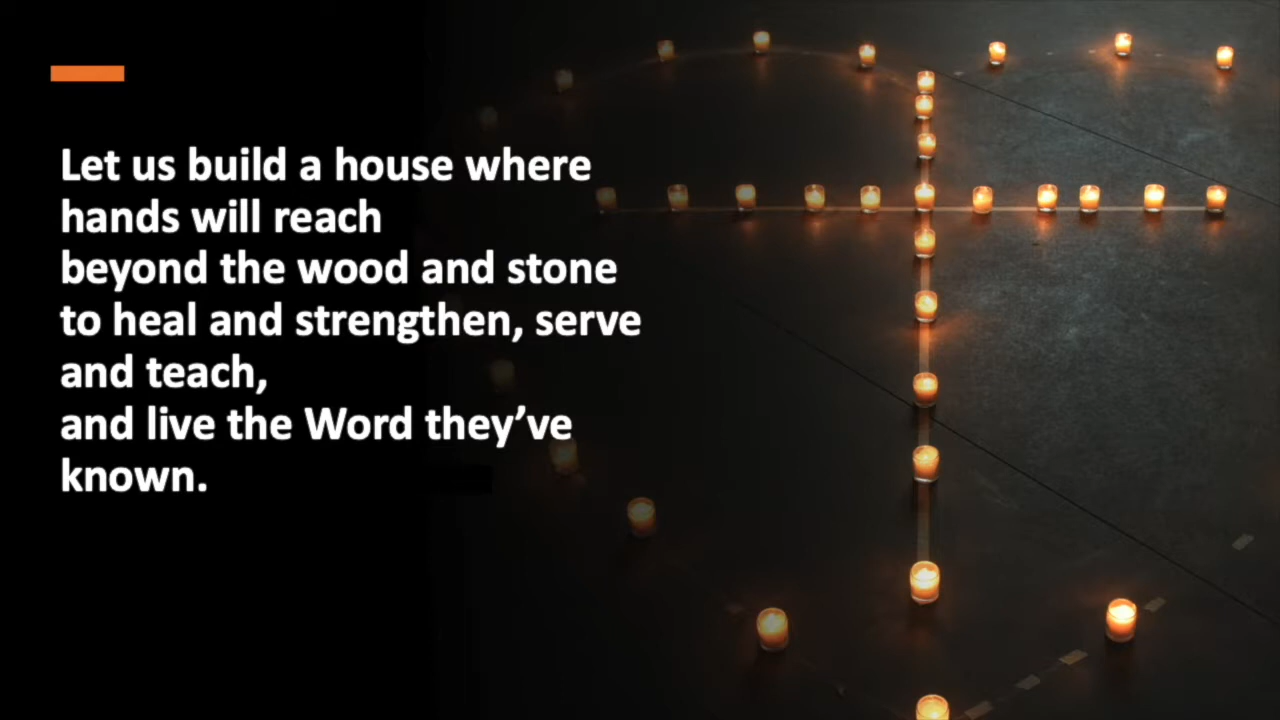 Let us build a house where
hands will reach
beyond the wood and stone
to heal and strengthen, serve
and teach,
and live the Word they’ve
known.